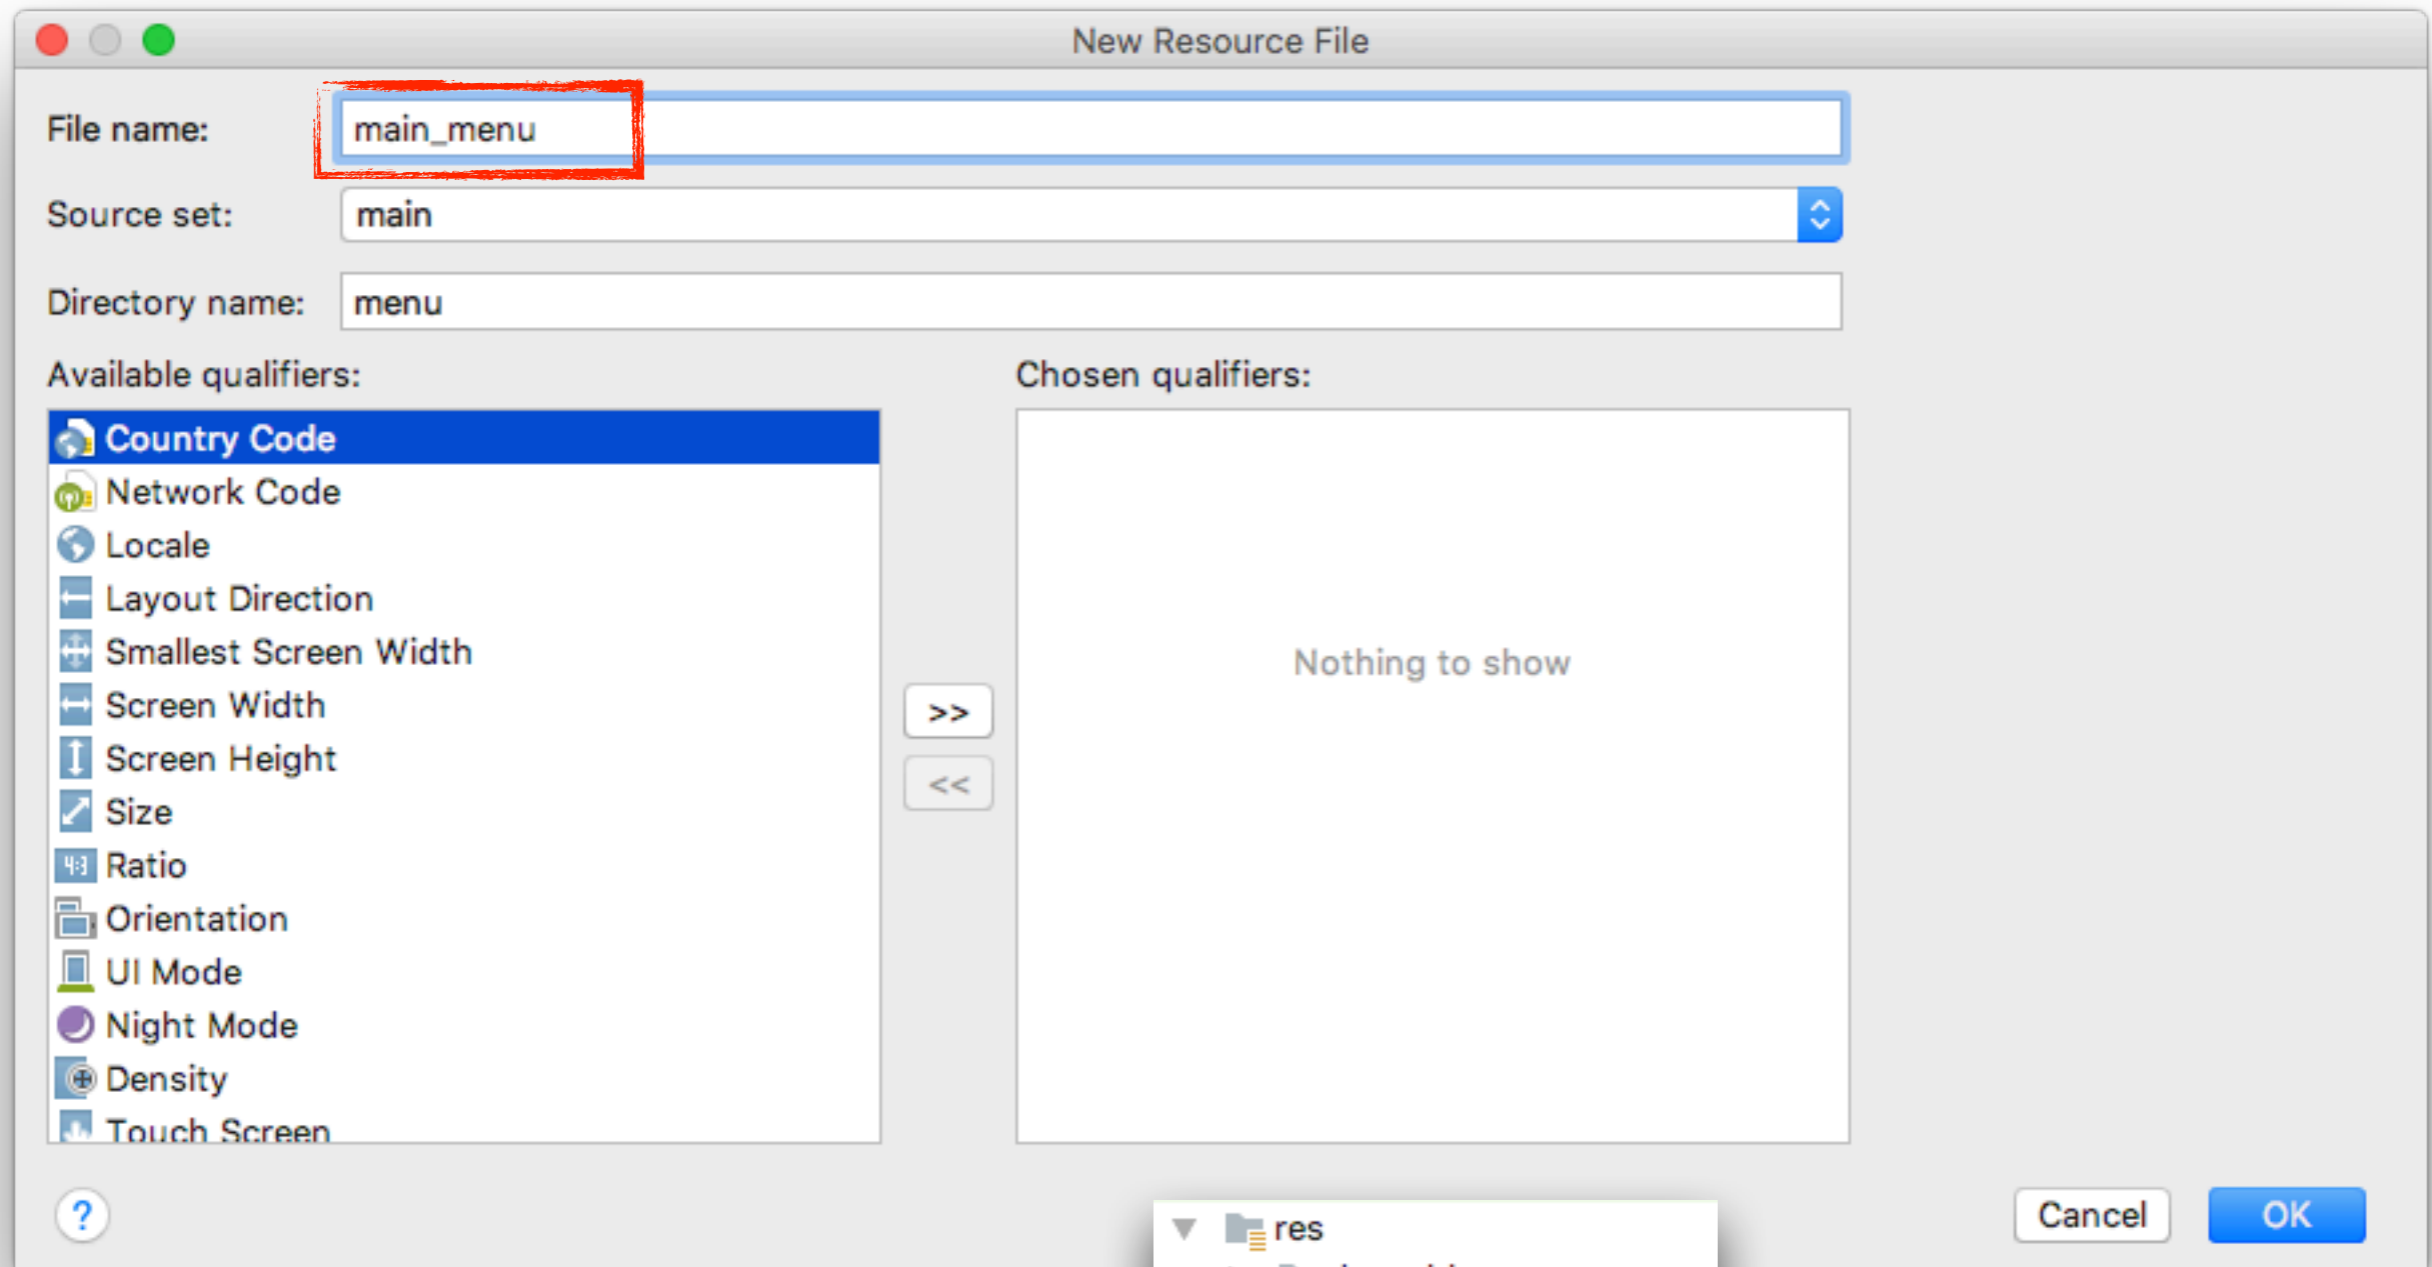 New Resource File
File name: main_menu
Source set: main
Directory name: menu
Available qualifiers: Chosen qualifiers:
Country Code
Network Code
Locale
Layout Direction
Smallest Screen Width
Nothing to show
Screen Width
>>
Screen Height
<<
Size
4:3 Ratio
Orientation
UI Mode
Night Mode
Density
Touch Screen
? Cancel OK
res